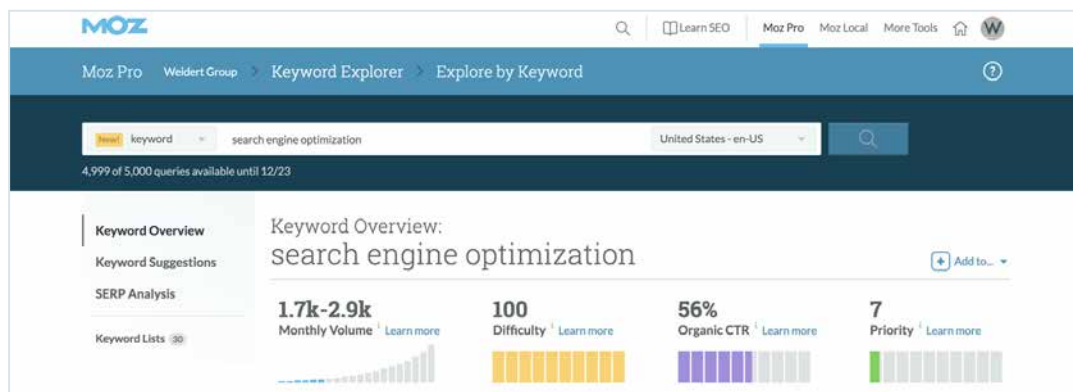 MOZ
Learn SEO Moz Pro Moz Local More Tools W
Moz Pro Weidert Group Keyword Explorer Explore by Keyword ?
New! keyword search engine optimization United States - en-US
4,999 of 5,000 queries available until 12/23
Keyword Overview
Keyword Suggestions
SERP Analysis
Keyword Lists 30
Keyword Overview:
search engine optimization
Add to...
1.7k-2.9k 100 56% 7
Monthly Volume i Learn more Difficulty i Learn more Organic CTR i Learn more Priority i Learn more